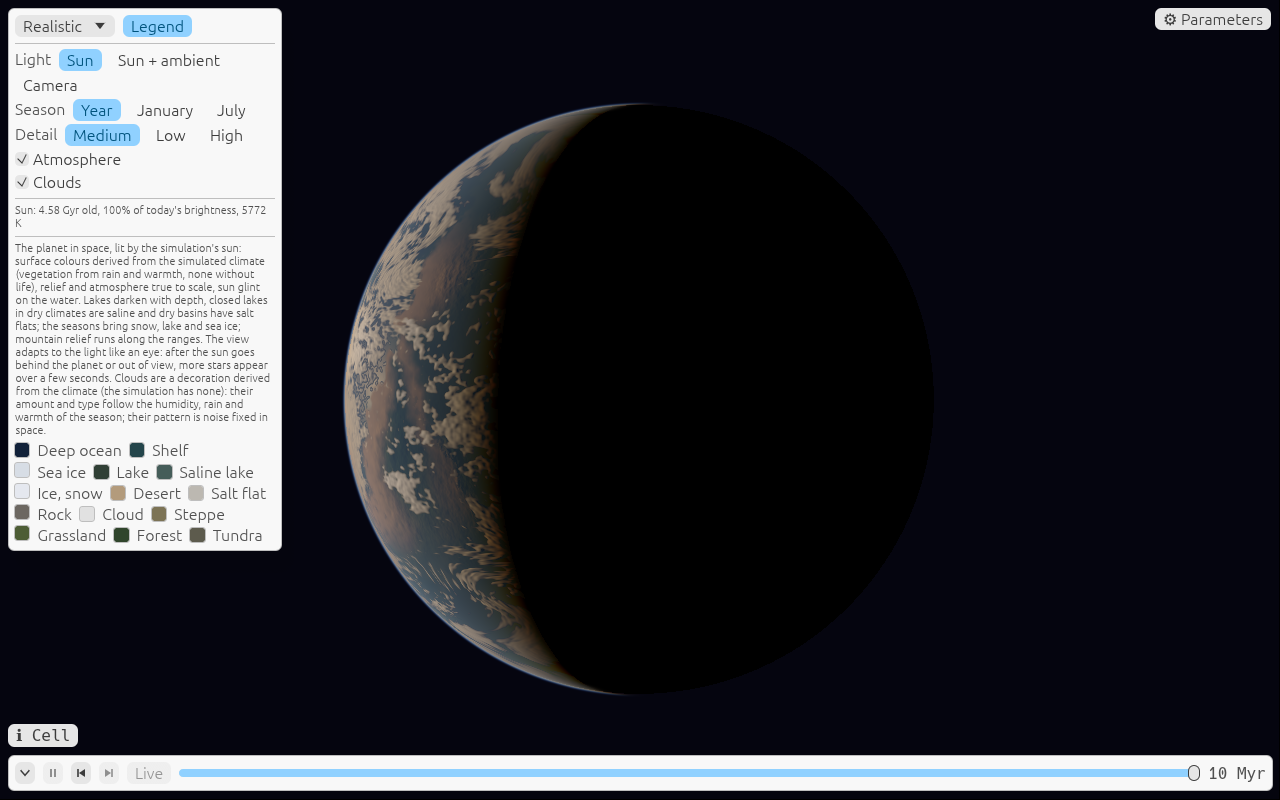 Realistic
Legend
⚙ Parameters
Light Sun Sun + ambient
Camera
Season Year January July
Detail Medium Low High
Atmosphere
Clouds
Sun: 4.58 Gyr old, 100% of today's brightness, 5772
K
The planet in space, lit by the simulation's sun:
surface colours derived from the simulated climate
(vegetation from rain and warmth, none without
life), relief and atmosphere true to scale, sun glint
on the water. Lakes darken with depth, closed lakes
in dry climates are saline and dry basins have salt
flats; the seasons bring snow, lake and sea ice;
mountain relief runs along the ranges. The view
adapts to the light like an eye: after the sun goes
behind the planet or out of view, more stars appear
over a few seconds. Clouds are a decoration derived
from the climate (the simulation has none): their
amount and type follow the humidity, rain and
warmth of the season; their pattern is noise fixed in
space.
Deep ocean Shelf
Sea ice Lake Saline lake
Ice, snow Desert Salt flat
Rock Cloud Steppe
Grassland Forest Tundra
ℹ Cell
Live
10 Myr